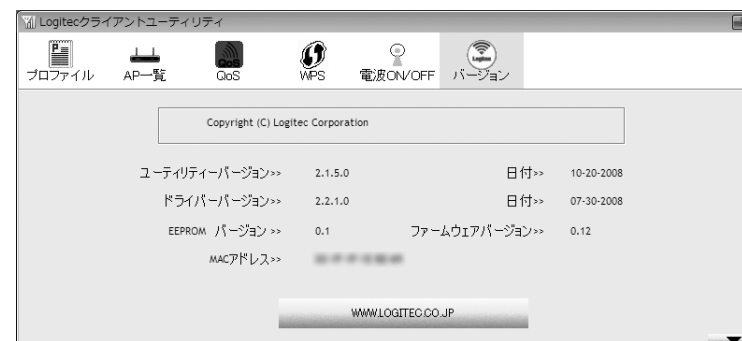 Logitecクライアントユーティリティ
プロファイル AP一覧 QoS WPS 電波ON/OFF バージョン
Copyright (C) Logitec Corporation
ユーティリティーバージョン>> 2.1.5.0 日付>> 10-20-2008
ドライバーバージョン>> 2.2.1.0 日付>> 07-30-2008
EEPROM バージョン >> 0.1 ファームウェアバージョン>> 0.12
MACアドレス>>
WWW.LOGITEC.CO.JP